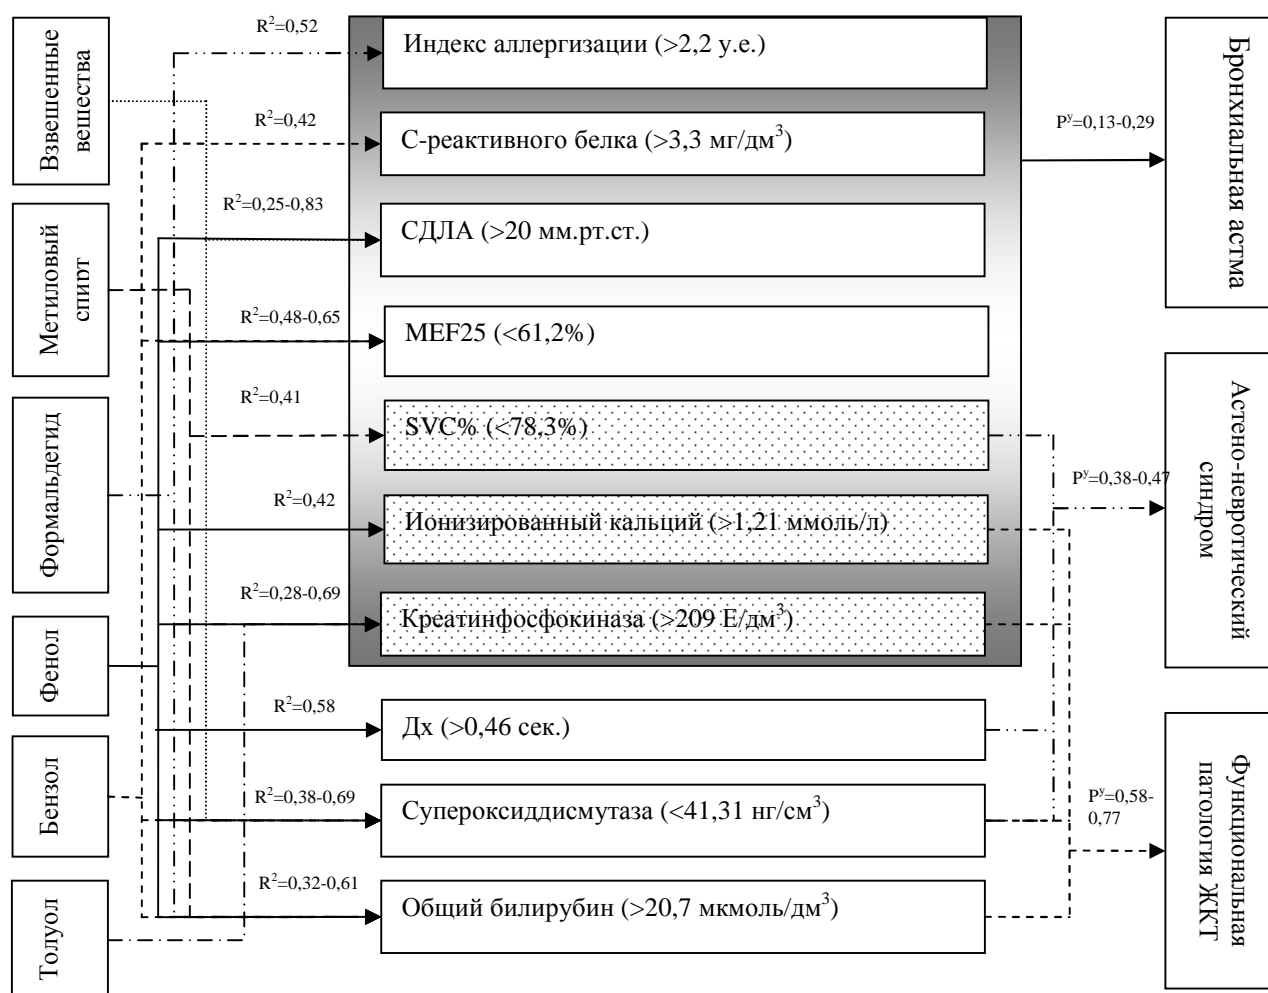 Взвешенные
вешества
Метиловый
спирт
Формальдегид
Фенол
Бензол
Толуол
R²=0,52
R²=0,42
R²=0,25-0,83
R²=0,48-0,65
R²=0,41
R²=0,42
R²=0,28-0,69
R²=0,58
R²=0,38-0,69
R²=0,32-0,61
Индекс аллергизации (>2,2 у.е.)
С-реактивного белка (>3,3 мг/дм³)
СДЛА (>20 мм.рт.ст.)
MEF25 (<61,2%)
SVC% (<78,3%)
Ионизированный кальций (>1,21 ммоль/л)
Креатинфосфокиназа (>209 Е/дм³)
Дх (>0,46 сек.)
Супероксиддисмутаза (<41,31 нг/см³)
Общий билирубин (>20,7 мкмоль/дм³)
Pʸ=0,13-0,29
Pʸ=0,38-0,47
Pʸ=0,58-
0,77
Бронхиальная астма
Астено-невротический
синдром
Функциональная
патология ЖКТ